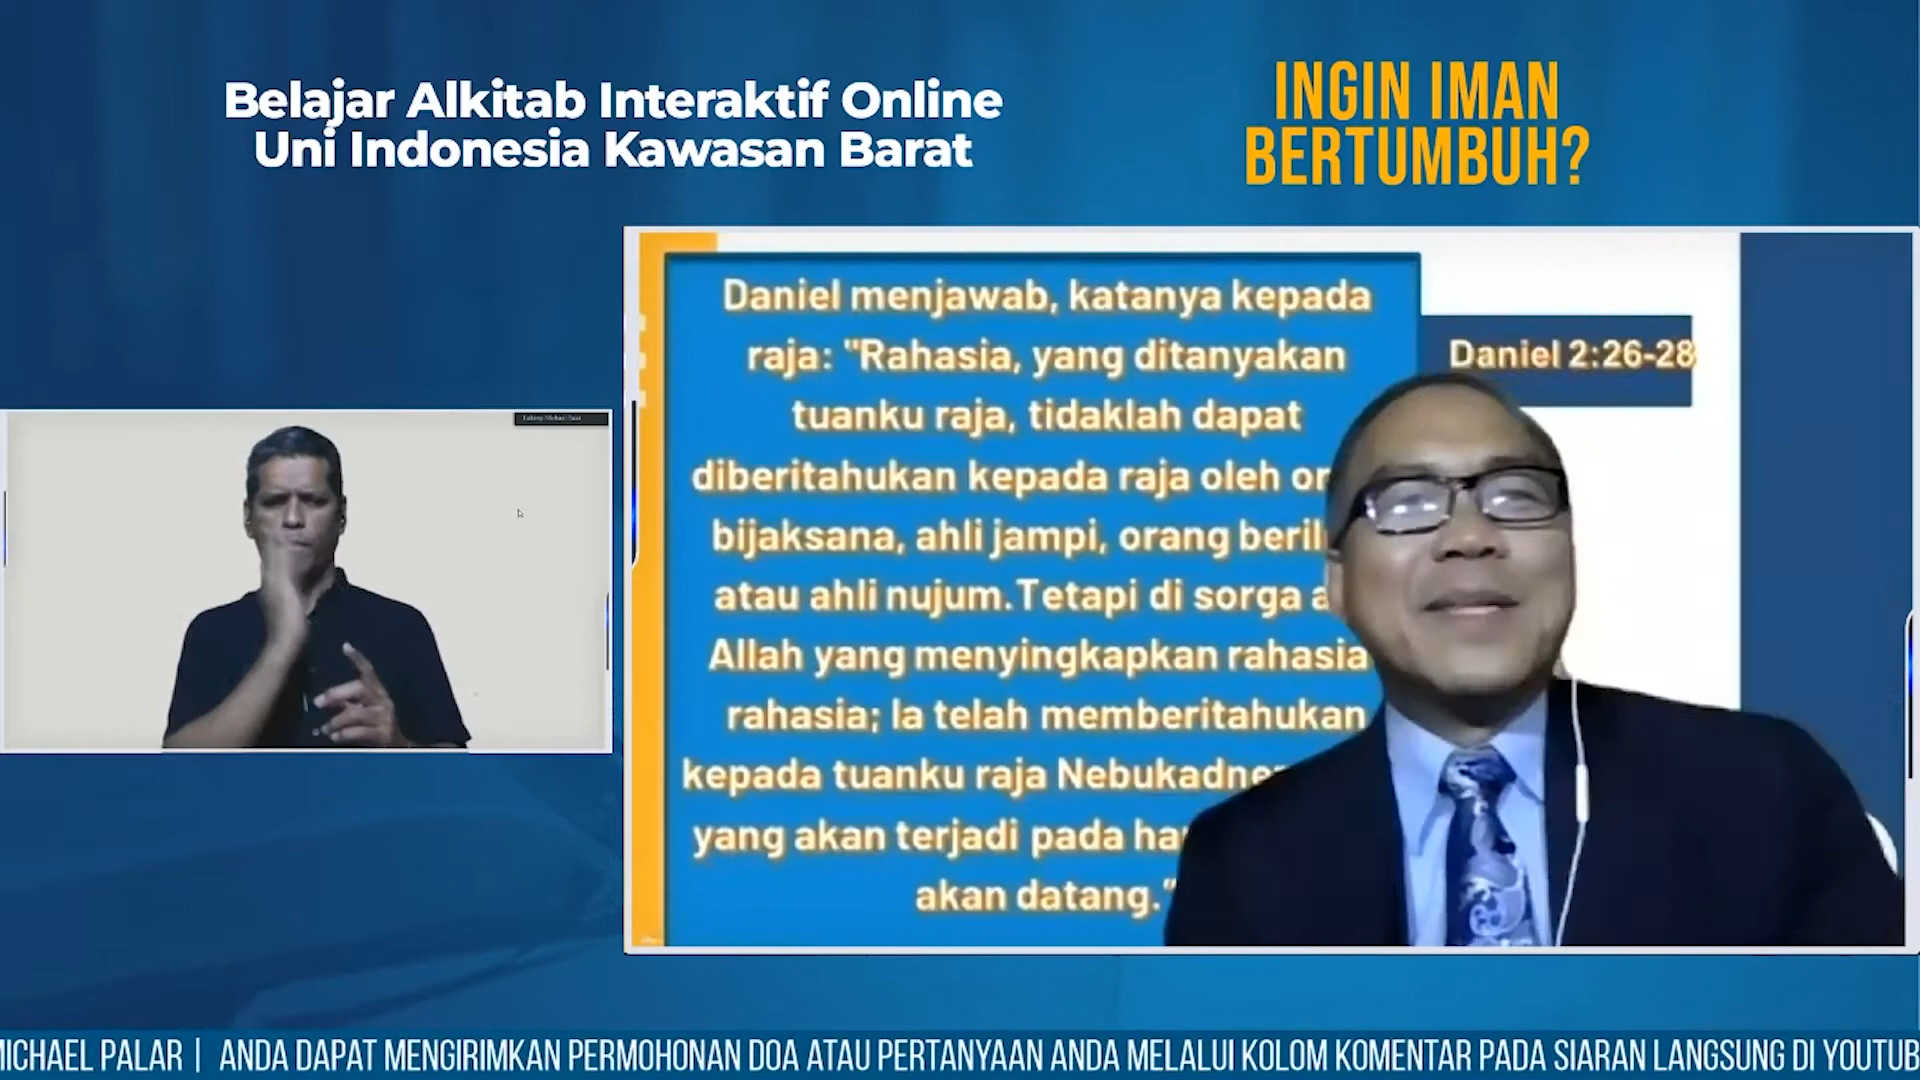 Belajar Alkitab Interaktif Online
Uni Indonesia Kawasan Barat
INGIN IMAN
BERTUMBUH?
Daniel menjawab, katanya kepada
raja: "Rahasia, yang ditanyakan
tuanku raja, tidaklah dapat
diberitahukan kepada raja oleh or
bijaksana, ahli jampi, orang beril
atau ahli nujum.Tetapi di sorga a
Allah yang menyingkapkan rahasia
rahasia; Ia telah memberitahukan
kepada tuanku raja Nebukadne
yang akan terjadi pada ha
akan datang."
Daniel 2:26-28
MICHAEL PALAR | ANDA DAPAT MENGIRIMKAN PERMOHONAN DOA ATAU PERTANYAAN ANDA MELALUI KOLOM KOMENTAR PADA SIARAN LANGSUNG DI YOUTUB